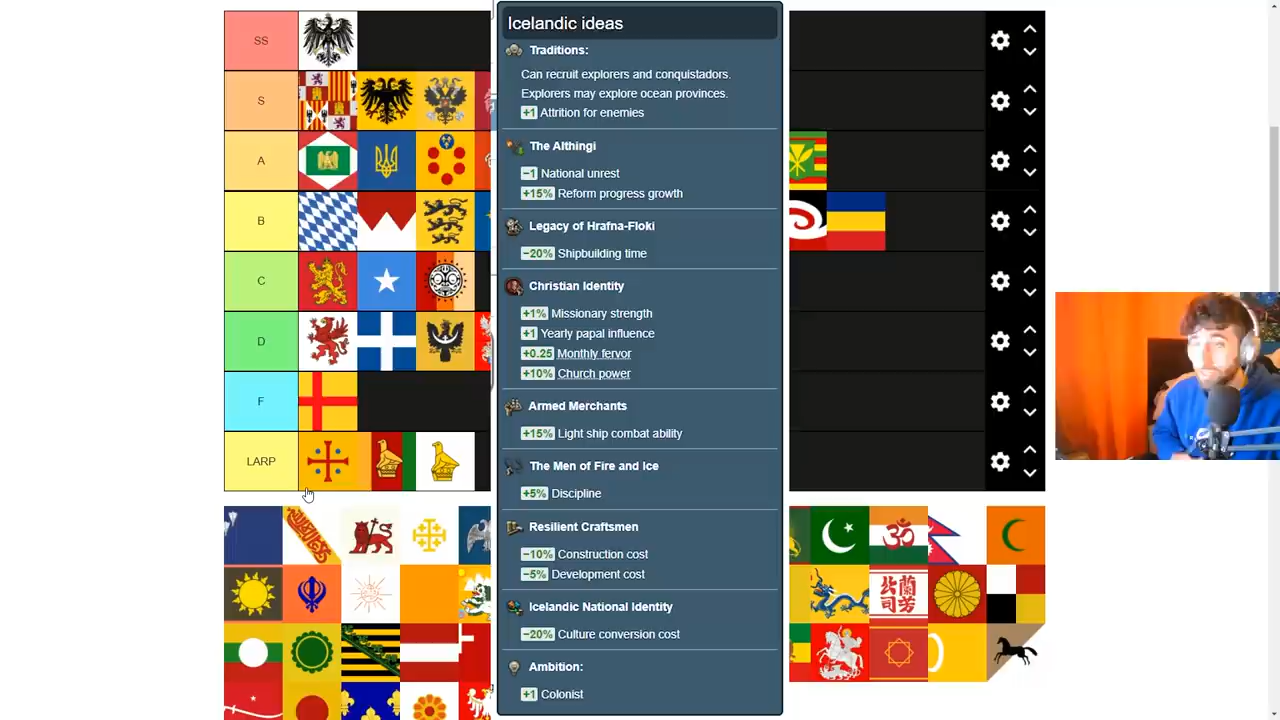 Icelandic ideas
Traditions:
Can recruit explorers and conquistadors.
Explorers may explore ocean provinces.
+1 Attrition for enemies
The Althingi
−1 National unrest
+15% Reform progress growth
Legacy of Hrafna-Floki
−20% Shipbuilding time
Christian Identity
+1% Missionary strength
+1 Yearly papal influence
+0.25 Monthly fervor
+10% Church power
Armed Merchants
+15% Light ship combat ability
The Men of Fire and Ice
+5% Discipline
Resilient Craftsmen
−10% Construction cost
−5% Development cost
Icelandic National Identity
−20% Culture conversion cost
Ambition:
+1 Colonist
SS
S
A
B
C
D
F
LARP